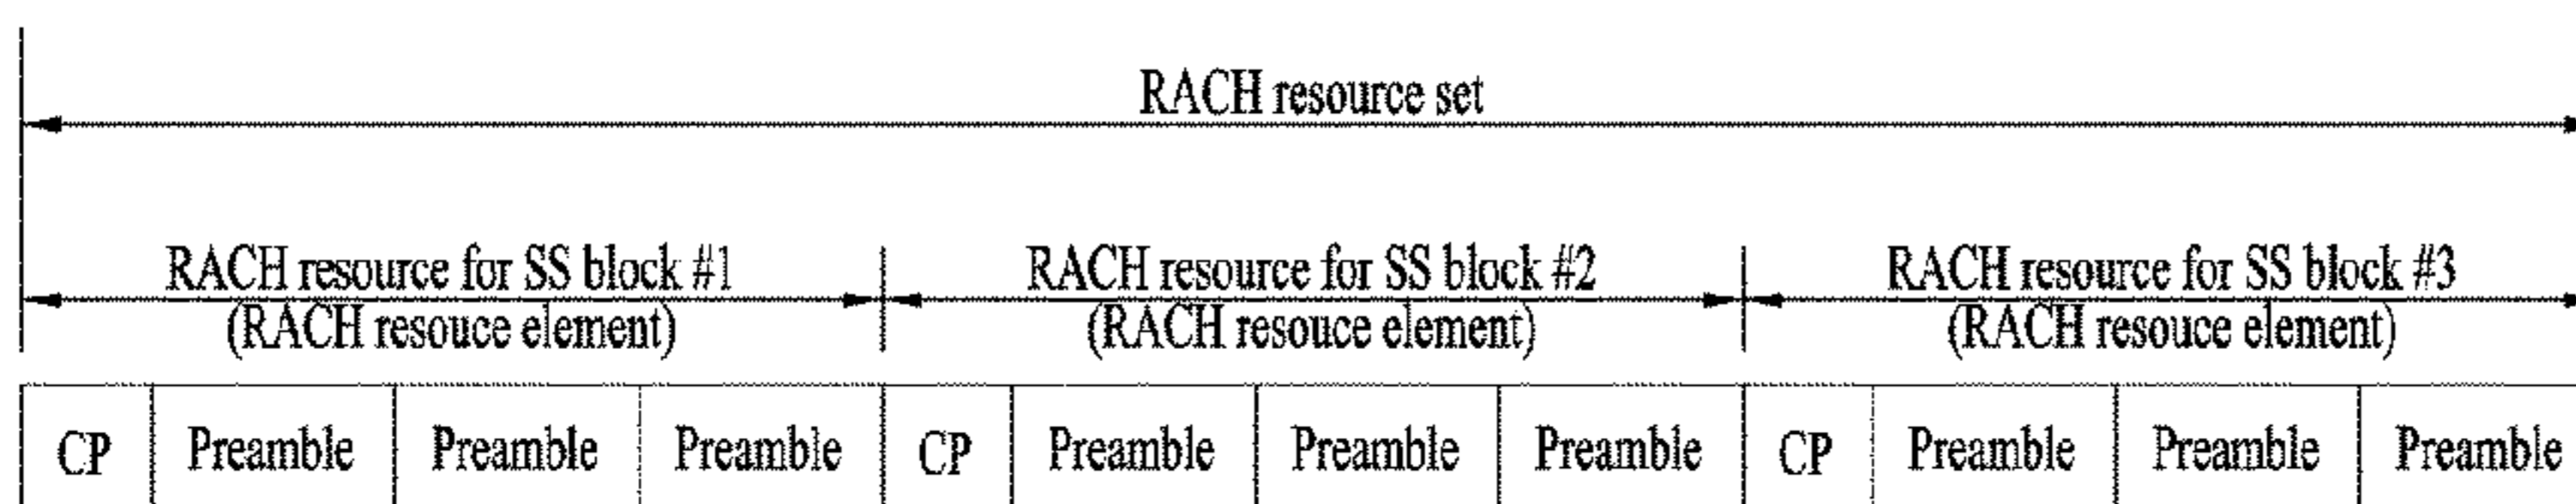 RACH resource set
RACH resource for SS block #1 RACH resource for SS block #2 RACH resource for SS block #3
(RACH resouce element) (RACH resouce element) (RACH resouce element)
CP Preamble Preamble Preamble CP Preamble Preamble Preamble CP Preamble Preamble Preamble